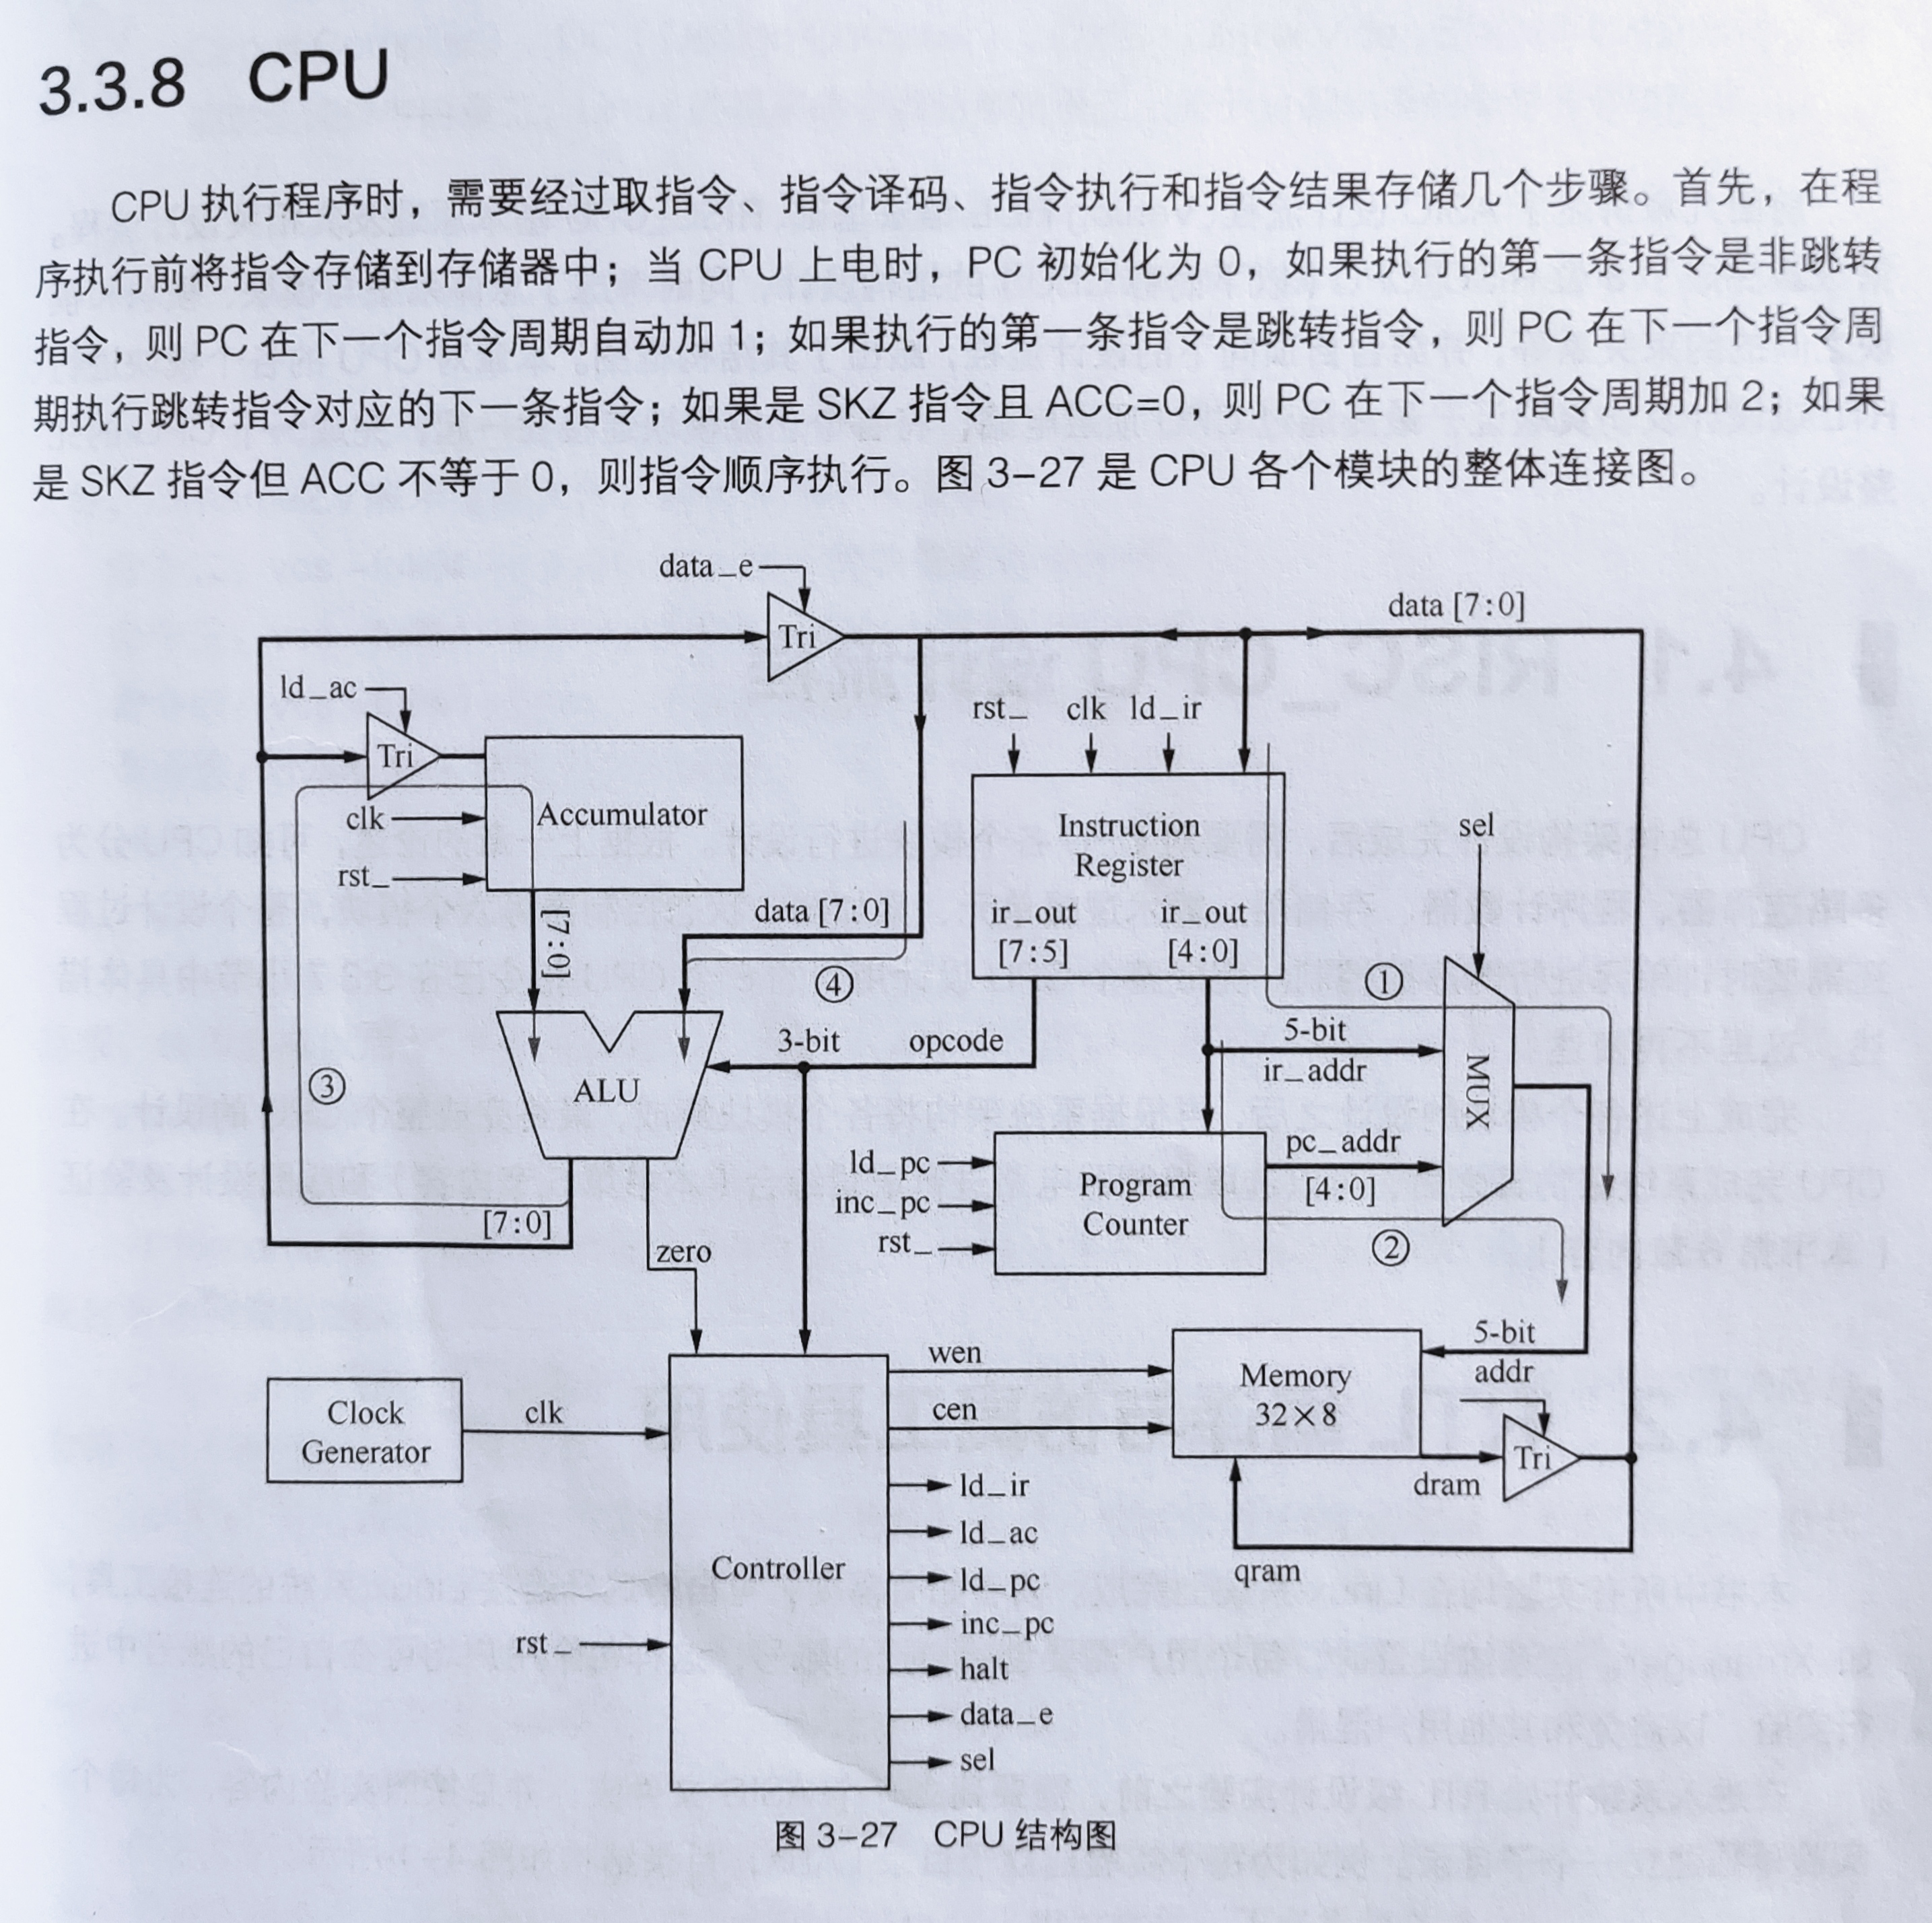 3.3.8 CPU
CPU 执行程序时，需要经过取指令、指令译码、指令执行和指令结果存储几个步骤。首先，在程
序执行前将指令存储到存储器中；当 CPU 上电时，PC 初始化为 0，如果执行的第一条指令是非跳转
指令，则 PC 在下一个指令周期自动加 1；如果执行的第一条指令是跳转指令，则 PC 在下一个指令周
期执行跳转指令对应的下一条指令；如果是 SKZ 指令且 ACC=0，则 PC 在下一个指令周期加 2；如果
是 SKZ 指令但 ACC 不等于 0，则指令顺序执行。图 3-27 是 CPU 各个模块的整体连接图。
data_e
Tri
data [7:0]
ld_ac
Tri
clk
rst_
Accumulator
[7:0]
data [7:0]
④
rst_ clk ld_ir
Instruction
Register
ir_out
[7:5]
ir_out
[4:0]
sel
①
③
ALU
3-bit
opcode
5-bit
ir_addr
MUX
pc_addr
[4:0]
ld_pc
inc_pc
rst_
Program
Counter
②
[7:0]
zero
5-bit
addr
Clock
Generator
clk
rst_
Controller
wen
cen
Memory
32×8
dram
Tri
qram
ld_ir
ld_ac
ld_pc
inc_pc
halt
data_e
sel
图 3-27 CPU 结构图